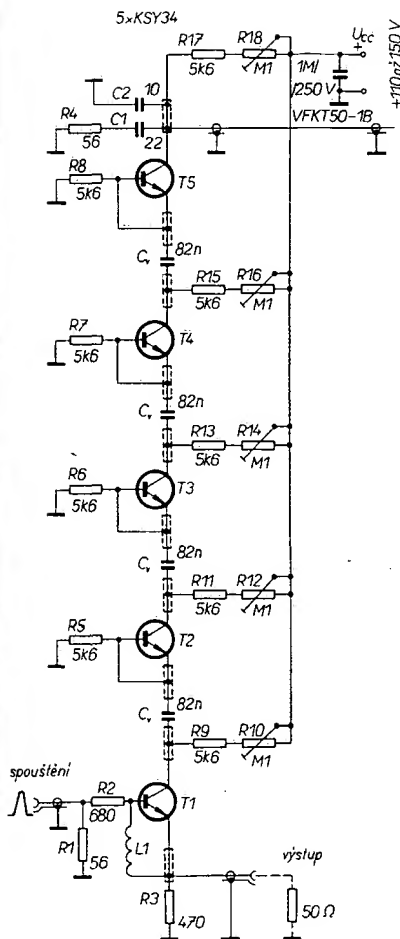 5xKSY34
R17
5k6
R18
M1
Ucc
+
1M/
/250 V
+110 až 150 V
C2
10
VFKT50-1B
R4
56
C1
22
R8
5k6
T5
Cv
82n
R15
5k6
R16
M1
R7
5k6
T4
Cv
82n
R13
5k6
R14
M1
R6
5k6
T3
Cv
82n
R11
5k6
R12
M1
R5
5k6
T2
Cv
82n
R9
5k6
R10
M1
spouštění
R2
680
T1
R1
56
L1
výstup
R3
470
50 Ω